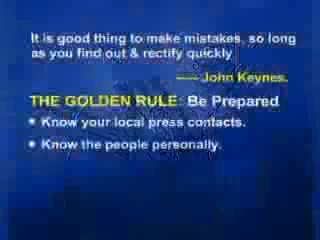 It is good thing to make mistakes, so long
as you find out & rectify quickly
----- John Keynes.
THE GOLDEN RULE: Be Prepared
Know your local press contacts.
Know the people personally.